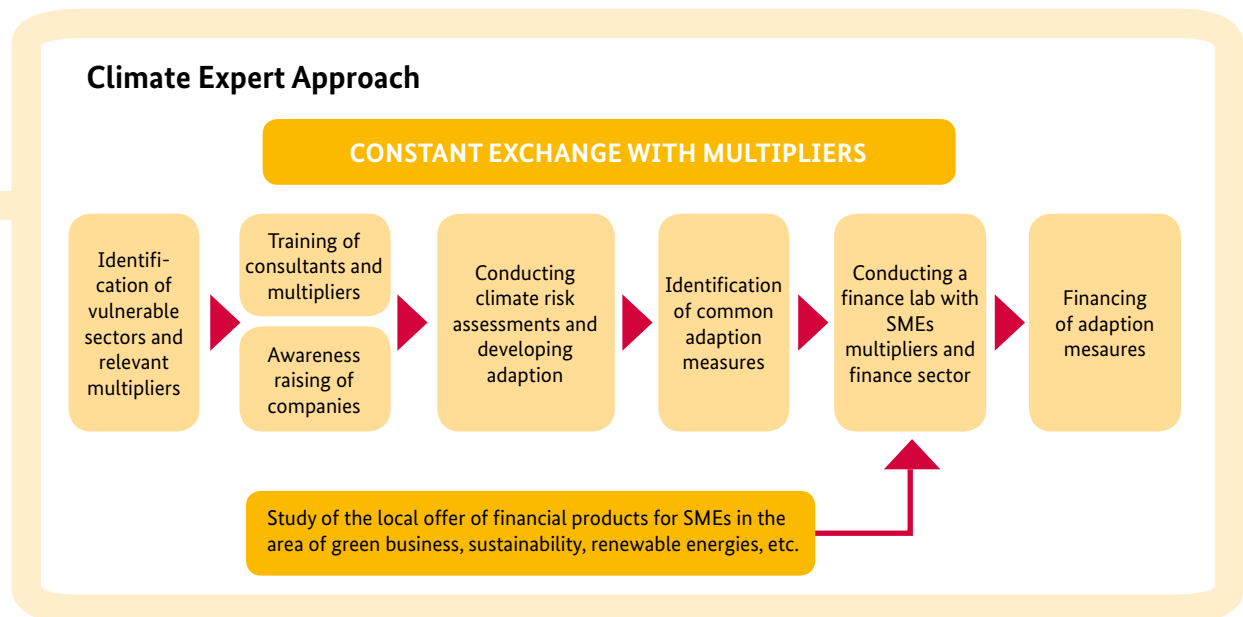 Climate Expert Approach
CONSTANT EXCHANGE WITH MULTIPLIERS
Identifi-
cation of
vulnerable
sectors and
relevant
multipliers
Training of
consultants and
multipliers
Awareness
raising of
companies
Conducting
climate risk
assessments and
developing
adaption
Identification
of common
adaption
measures
Conducting a
finance lab with
SMEs
multipliers and
finance sector
Financing
of adaption
mesaures
Study of the local offer of financial products for SMEs in the
area of green business, sustainability, renewable energies, etc.